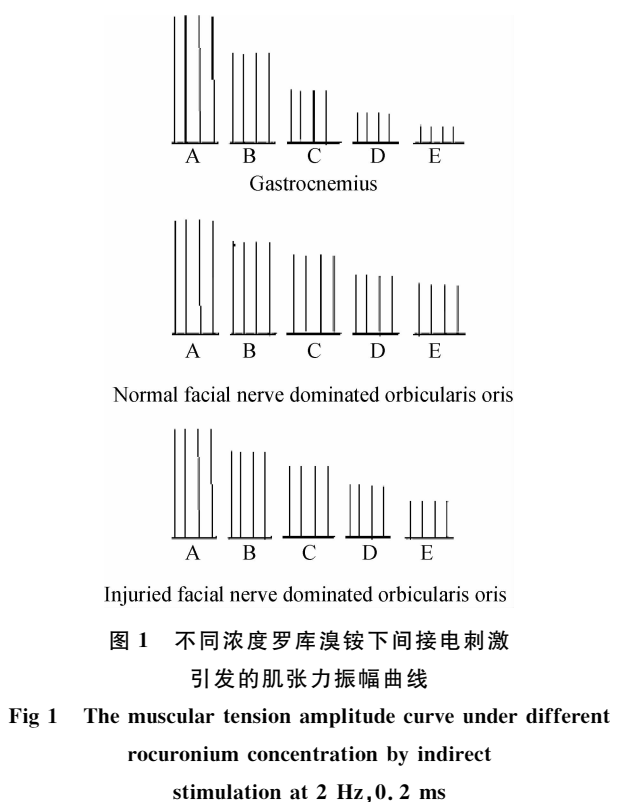 A B C D E
Gastrocnemius
A B C D E
Normal facial nerve dominated orbicularis oris
A B C D E
Injuried facial nerve dominated orbicularis oris
图 1 不同浓度罗库溴铵下间接电刺激
引发的肌张力振幅曲线
Fig 1 The muscular tension amplitude curve under different
rocuronium concentration by indirect
stimulation at 2 Hz,0. 2 ms